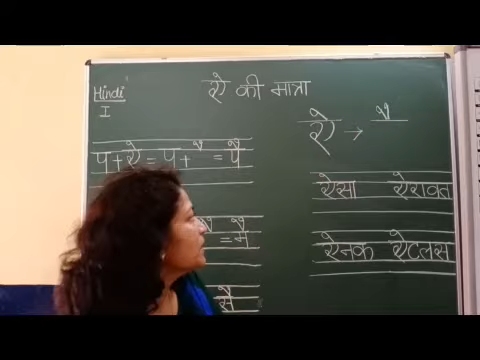 Hindi
I
ऐ की मात्रा
ऐ → ै
प + ऐ = प + ै = पै
ै = मै
सै
ऐसा ऐरावत
ऐनक ऐटलस